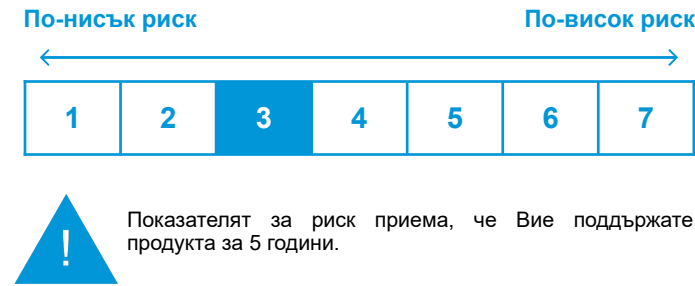 По-нисък риск По-висок риск
1 2 3 4 5 6 7
!
Показателят за риск приема, че Вие поддържате
продукта за 5 години.